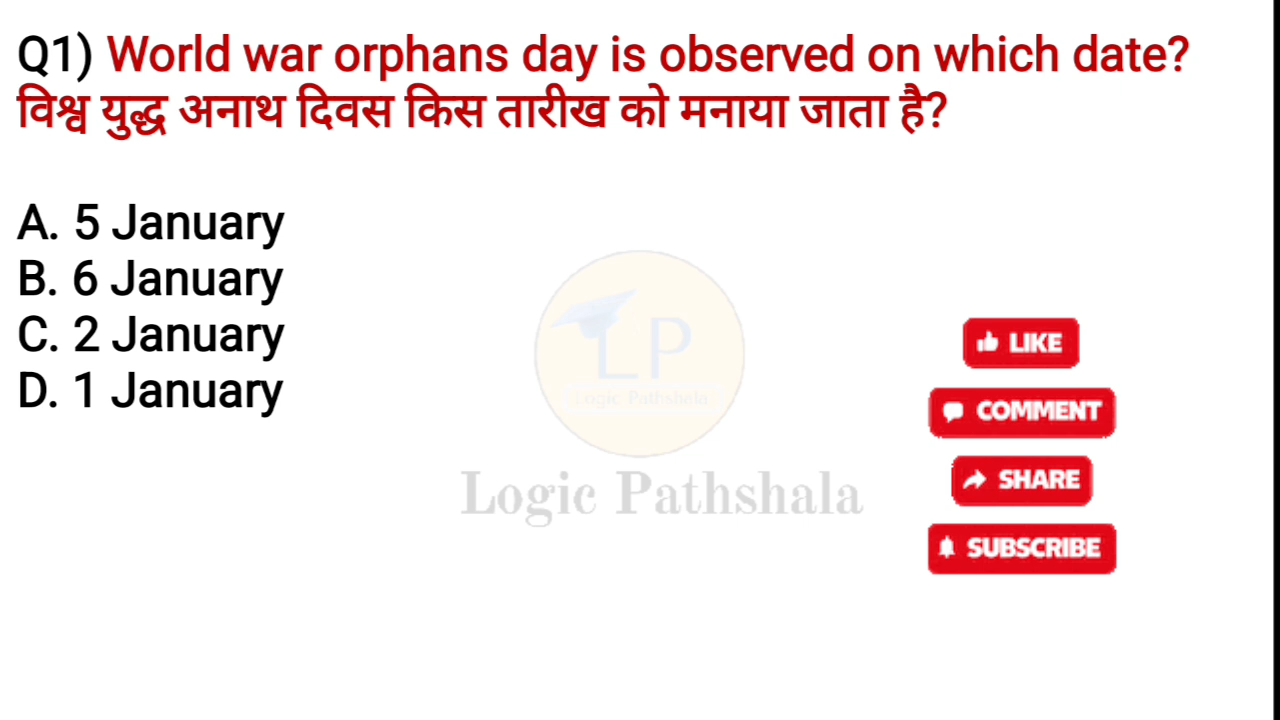 Q1) World war orphans day is observed on which date?
विश्व युद्ध अनाथ दिवस किस तारीख को मनाया जाता है?
A. 5 January
B. 6 January
C. 2 January
D. 1 January
LP
Logic Pathshala
Logic Pathshala
LIKE
COMMENT
SHARE
SUBSCRIBE